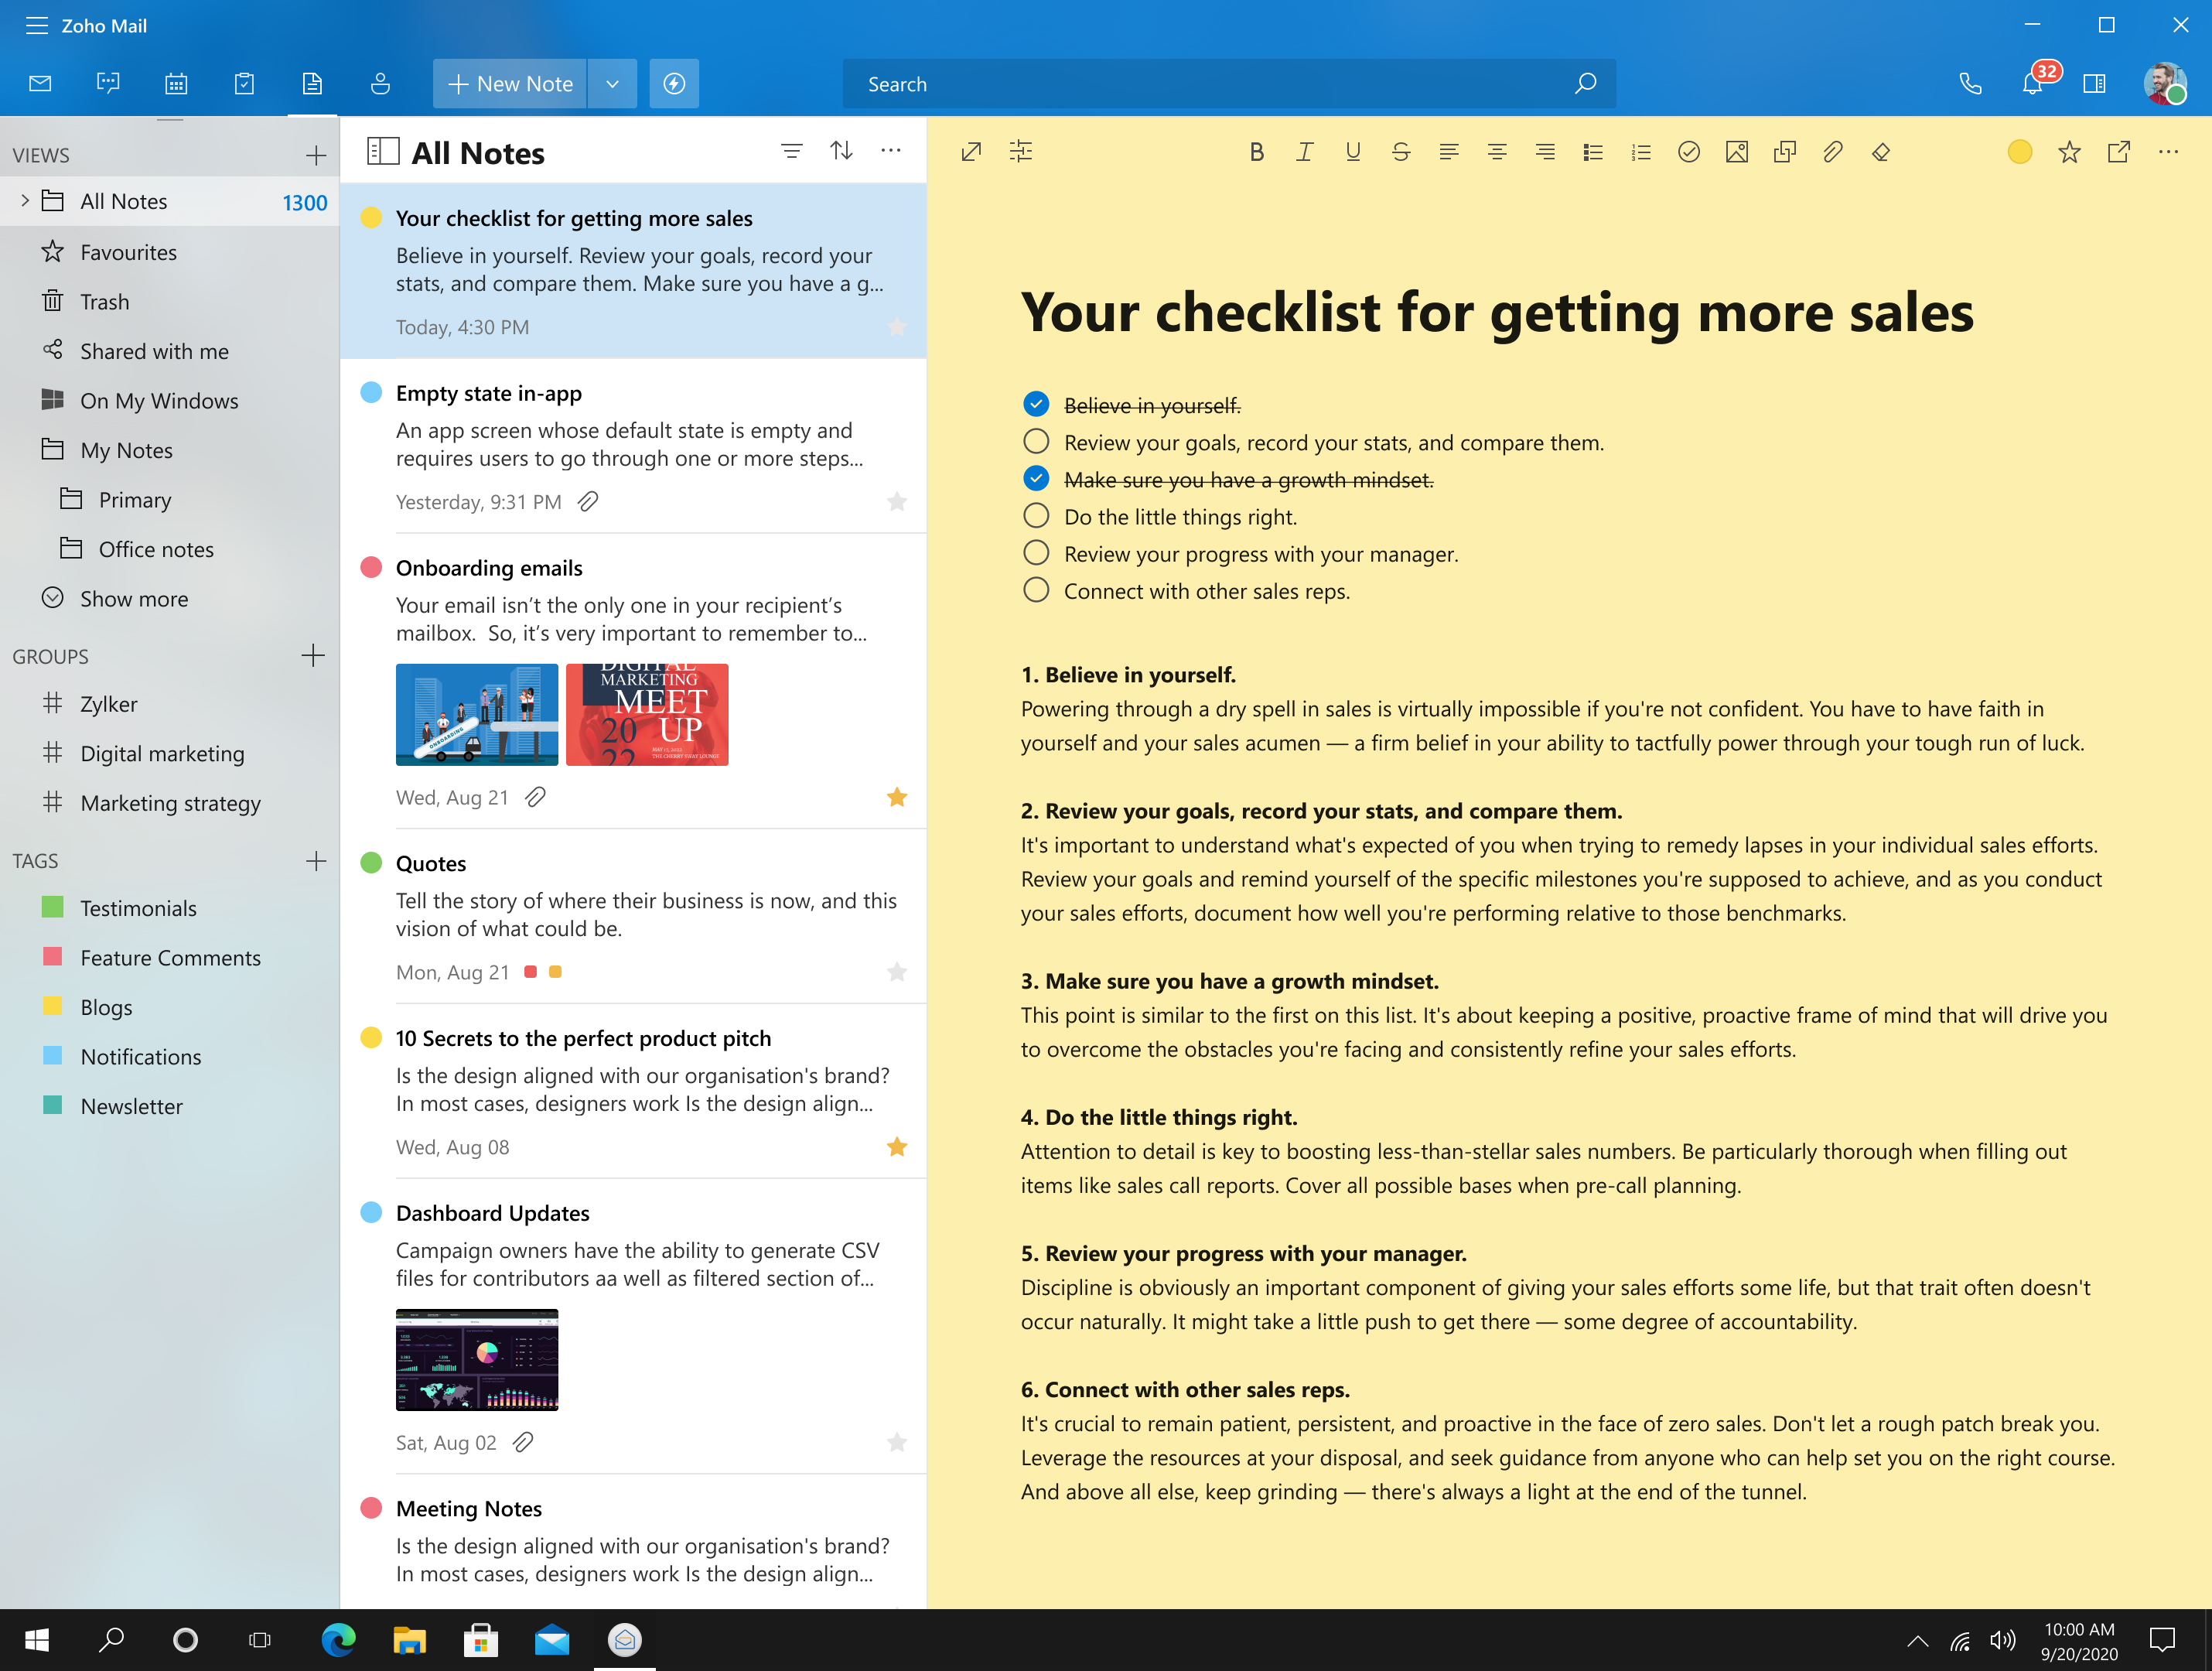 Zoho Mail
New Note
Search
32
VIEWS
All Notes
1300
Favourites
Trash
Shared with me
On My Windows
My Notes
Primary
Office notes
Show more
GROUPS
Zylker
Digital marketing
Marketing strategy
TAGS
Testimonials
Feature Comments
Blogs
Notifications
Newsletter
All Notes
Your checklist for getting more sales
Believe in yourself. Review your goals, record your
stats, and compare them. Make sure you have a g...
Today, 4:30 PM
Empty state in-app
An app screen whose default state is empty and
requires users to go through one or more steps...
Yesterday, 9:31 PM
Onboarding emails
Your email isn’t the only one in your recipient’s
mailbox.  So, it’s very important to remember to...
ONBOARDING
DIGITAL
MARKETING
MEET
20 UP
22
THE CHERRY SWAY LOUNGE
Wed, Aug 21
Quotes
Tell the story of where their business is now, and this
vision of what could be.
Mon, Aug 21
10 Secrets to the perfect product pitch
Is the design aligned with our organisation's brand?
In most cases, designers work Is the design align...
Wed, Aug 08
Dashboard Updates
Campaign owners have the ability to generate CSV
files for contributors aa well as filtered section of...
Sat, Aug 02
Meeting Notes
Is the design aligned with our organisation's brand?
In most cases, designers work Is the design align...
B I U S
Your checklist for getting more sales
Believe in yourself.
Review your goals, record your stats, and compare them.
Make sure you have a growth mindset.
Do the little things right.
Review your progress with your manager.
Connect with other sales reps.
1. Believe in yourself.
Powering through a dry spell in sales is virtually impossible if you're not confident. You have to have faith in
yourself and your sales acumen — a firm belief in your ability to tactfully power through your tough run of luck.
2. Review your goals, record your stats, and compare them.
It's important to understand what's expected of you when trying to remedy lapses in your individual sales efforts.
Review your goals and remind yourself of the specific milestones you're supposed to achieve, and as you conduct
your sales efforts, document how well you're performing relative to those benchmarks.
3. Make sure you have a growth mindset.
This point is similar to the first on this list. It's about keeping a positive, proactive frame of mind that will drive you
to overcome the obstacles you're facing and consistently refine your sales efforts.
4. Do the little things right.
Attention to detail is key to boosting less-than-stellar sales numbers. Be particularly thorough when filling out
items like sales call reports. Cover all possible bases when pre-call planning.
5. Review your progress with your manager.
Discipline is obviously an important component of giving your sales efforts some life, but that trait often doesn't
occur naturally. It might take a little push to get there — some degree of accountability.
6. Connect with other sales reps.
It's crucial to remain patient, persistent, and proactive in the face of zero sales. Don't let a rough patch break you.
Leverage the resources at your disposal, and seek guidance from anyone who can help set you on the right course.
And above all else, keep grinding — there's always a light at the end of the tunnel.
10:00 AM
9/20/2020